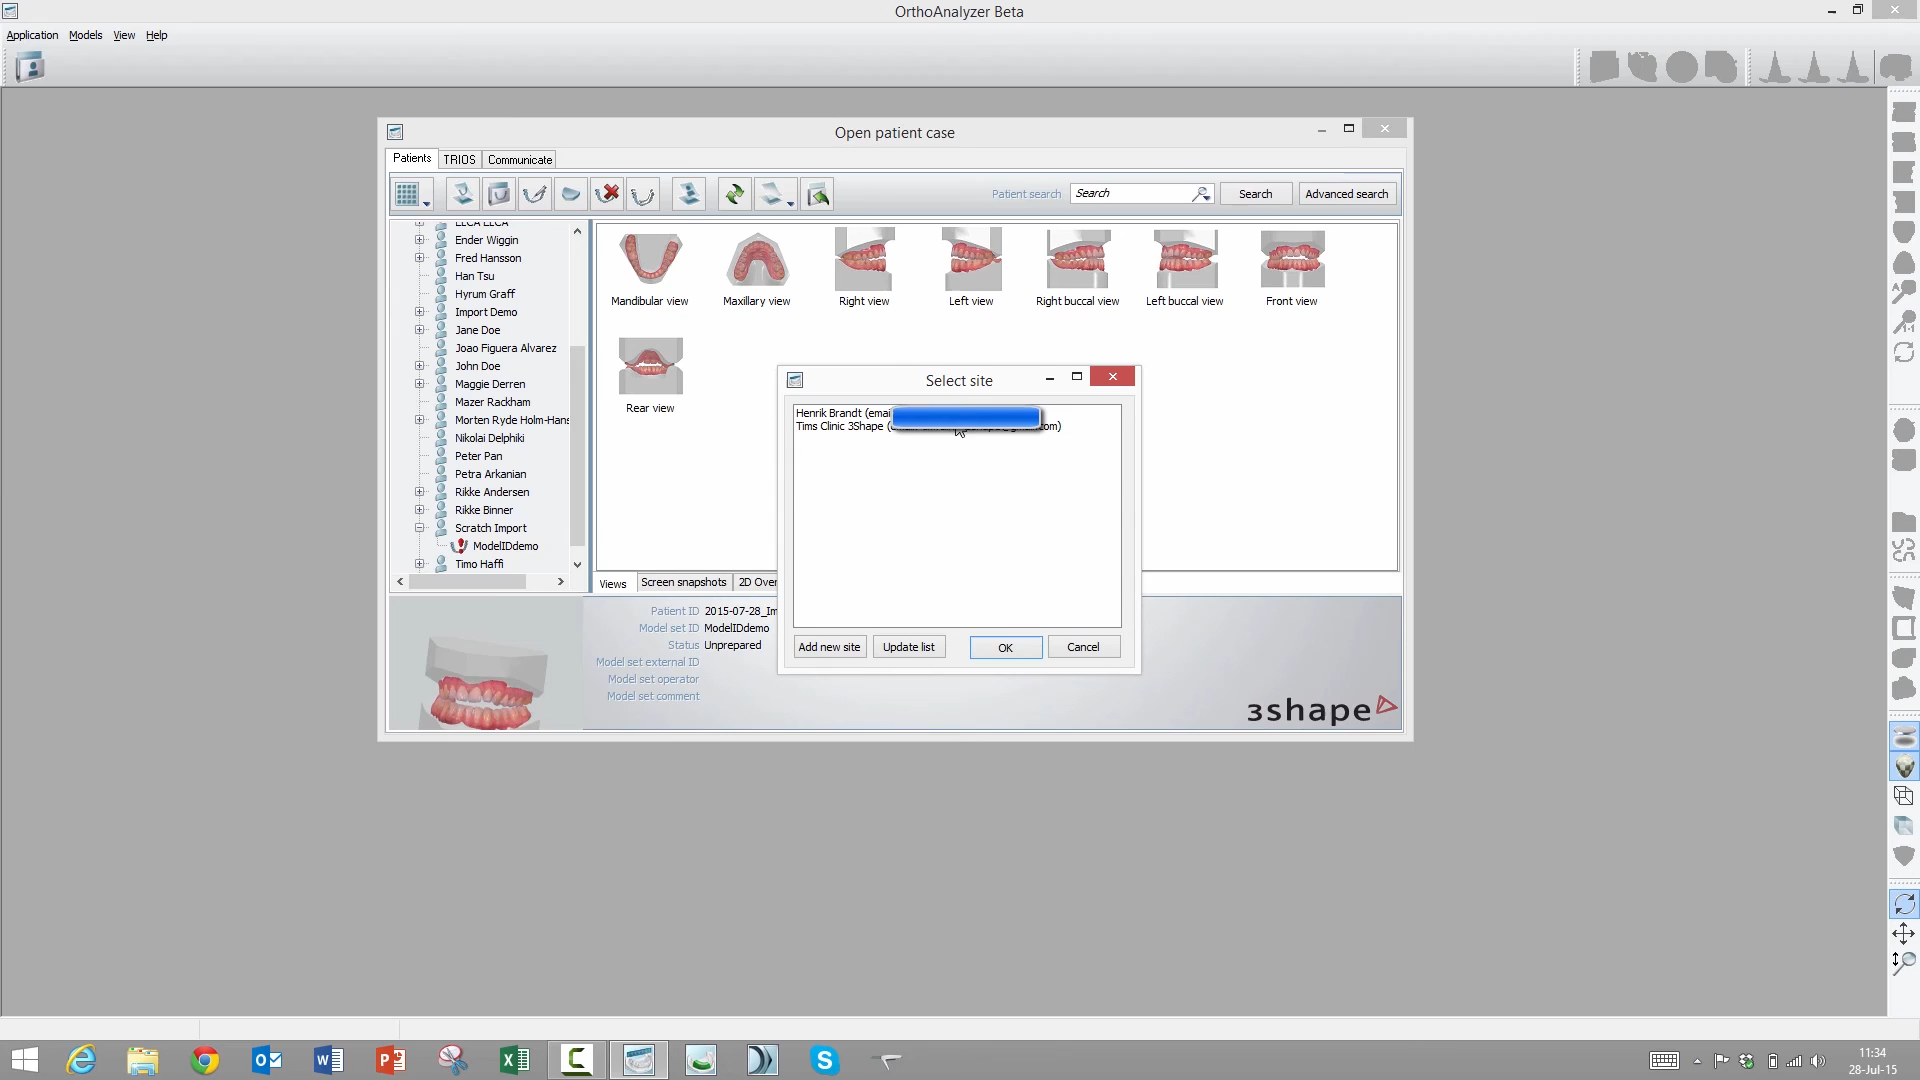 OrthoAnalyzer Beta
Application Models View Help
Open patient case
Patients TRIOS Communicate
Patient search Search Search Advanced search
Ender Wiggin
Fred Hansson
Han Tsu
Hyrum Graff
Import Demo
Jane Doe
Joao Figuera Alvarez
John Doe
Maggie Derren
Mazer Rackham
Morten Ryde Holm-Hans
Nikolai Delphiki
Peter Pan
Petra Arkanian
Rikke Andersen
Rikke Binner
Scratch Import
ModelIDdemo
Timo Haffi
Mandibular view Maxillary view Right view Left view Right buccal view Left buccal view Front view
Rear view
Select site
Henrik Brandt (emai
Tims Clinic 3Shape ( com)
Add new site Update list OK Cancel
Views Screen snapshots 2D Over
Patient ID 2015-07-28_Im
Model set ID ModelIDdemo
Status Unprepared
Model set external ID
Model set operator
Model set comment
3shape
11:34
28-Jul-15